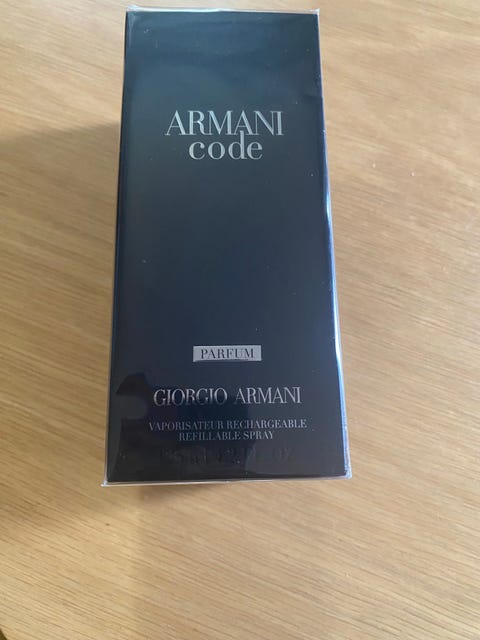 ARMANI
code
PARFUM
GIORGIO ARMANI
VAPORISATEUR RECHARGEABLE
REFILLABLE SPRAY